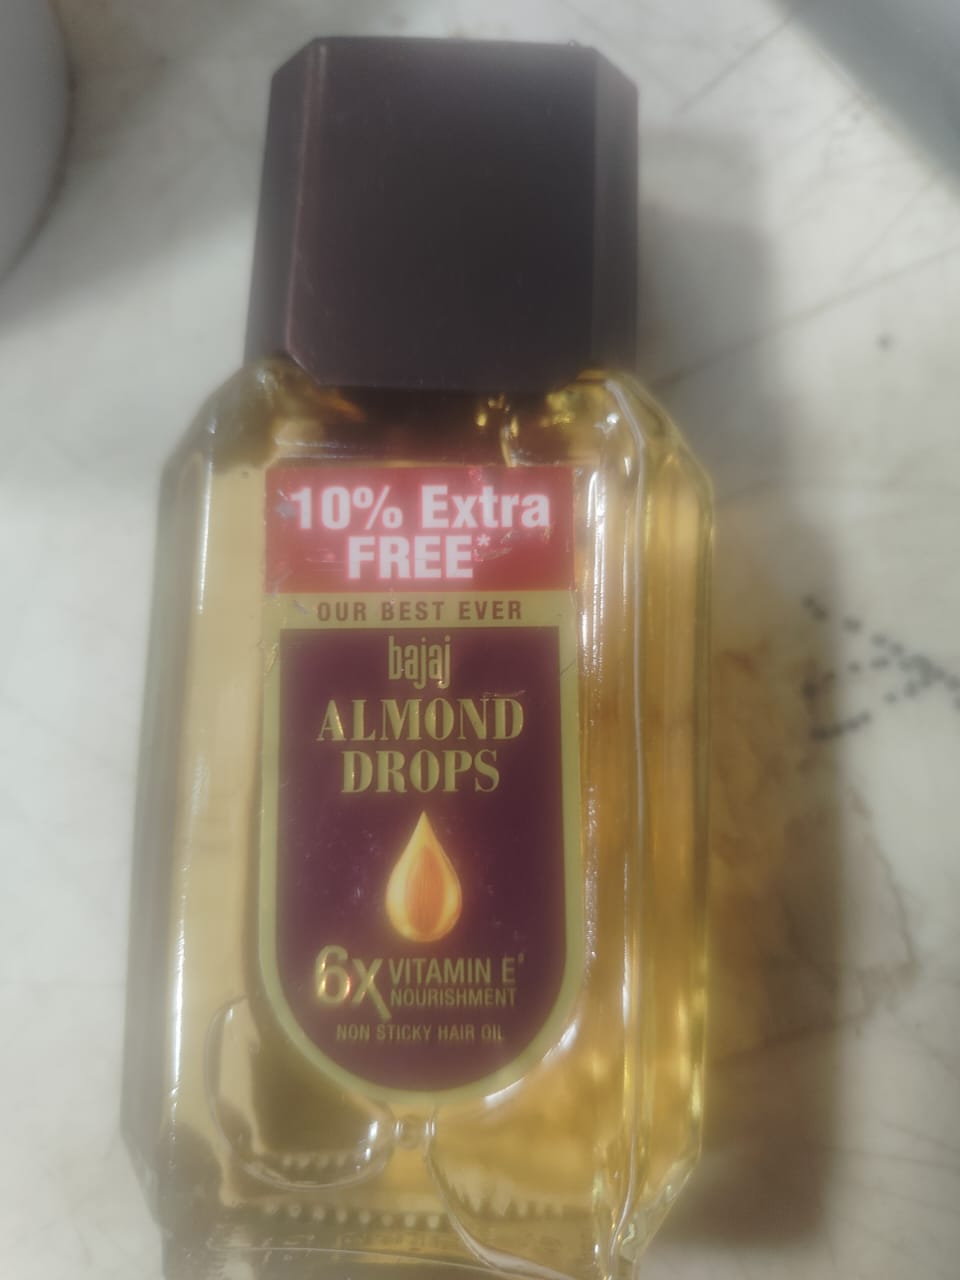 10% Extra
FREE*
OUR BEST EVER
bajaj
ALMOND
DROPS
6X VITAMIN E#
NOURISHMENT
NON STICKY HAIR OIL